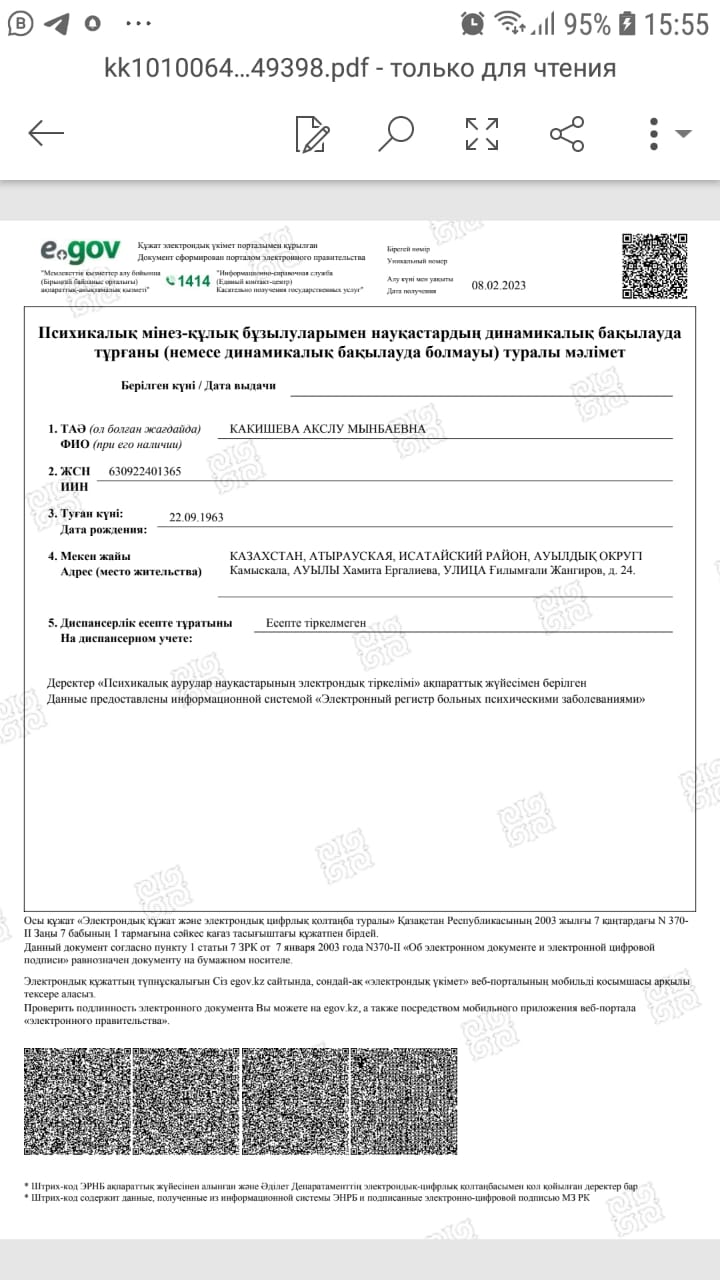 95% 15:55
kk1010064...49398.pdf - только для чтения
e.gov
Құжат электрондық үкімет порталымен құрылған
Документ сформирован порталом электронного правительства
"Мемлекеттік қызметтер алу бойынша
(Бірыңғай байланыс орталығы)
ақпараттық-анықтамалық қызметі"
1414
"Информационно-справочная служба
(Единый контакт-центр)
Касательно получения государственных услуг"
Бірегей нөмір
Уникальный номер
Алу күні мен уақыты
Дата получения
08.02.2023
Психикалық мінез-құлық бұзылуларымен науқастардың динамикалық бақылауда
тұрғаны (немесе динамикалық бақылауда болмауы) туралы мәлімет
Берілген күні / Дата выдачи
1. ТАӘ (ол болған жағдайда) КАКИШЕВА АКСЛУ МЫНБАЕВНА
ФИО (при его наличии)
2. ЖСН 630922401365
ИИН
3. Туған күні: 22.09.1963
Дата рождения:
4. Мекен жайы КАЗАХСТАН, АТЫРАУСКАЯ, ИСАТАЙСКИЙ РАЙОН, АУЫЛДЫҚ ОКРУГІ
Адрес (место жительства) Камыскала, АУЫЛЫ Хамита Ергалиева, УЛИЦА Ғилымғали Жангиров, д. 24.
5. Диспансерлік есепте тұратыны Есепте тіркелмеген
На диспансерном учете:
Деректер «Психикалық аурулар науқастарының электрондық тіркелімі» ақпараттық жүйесімен берілген
Данные предоставлены информационной системой «Электронный регистр больных психическими заболеваниями»
Осы құжат «Электрондық құжат және электрондық цифрлық қолтаңба туралы» Қазақстан Республикасының 2003 жылғы 7 қаңтардағы N 370-
II Заңы 7 бабының 1 тармағына сәйкес қағаз тасығыштағы құжатпен бірдей.
Данный документ согласно пункту 1 статьи 7 ЗРК от 7 января 2003 года N370-II «Об электронном документе и электронной цифровой
подписи» равнозначен документу на бумажном носителе.
Электрондық құжаттың түпнұсқалығын Сіз egov.kz сайтында, сондай-ақ «электрондық үкімет» веб-порталының мобильді қосымшасы арқылы
тексере аласыз.
Проверить подлинность электронного документа Вы можете на egov.kz, а также посредством мобильного приложения веб-портала
«электронного правительства».
* Штрих-код ЭРНБ ақпараттық жүйесінен алынған және Әділет Депаратаменттің электрондық-цифрлық қолтаңбасымен қол қойылған деректер бар
* Штрих-код содержит данные, полученные из информационной системы ЭНРБ и подписанные электронно-цифровой подписью МЗ РК